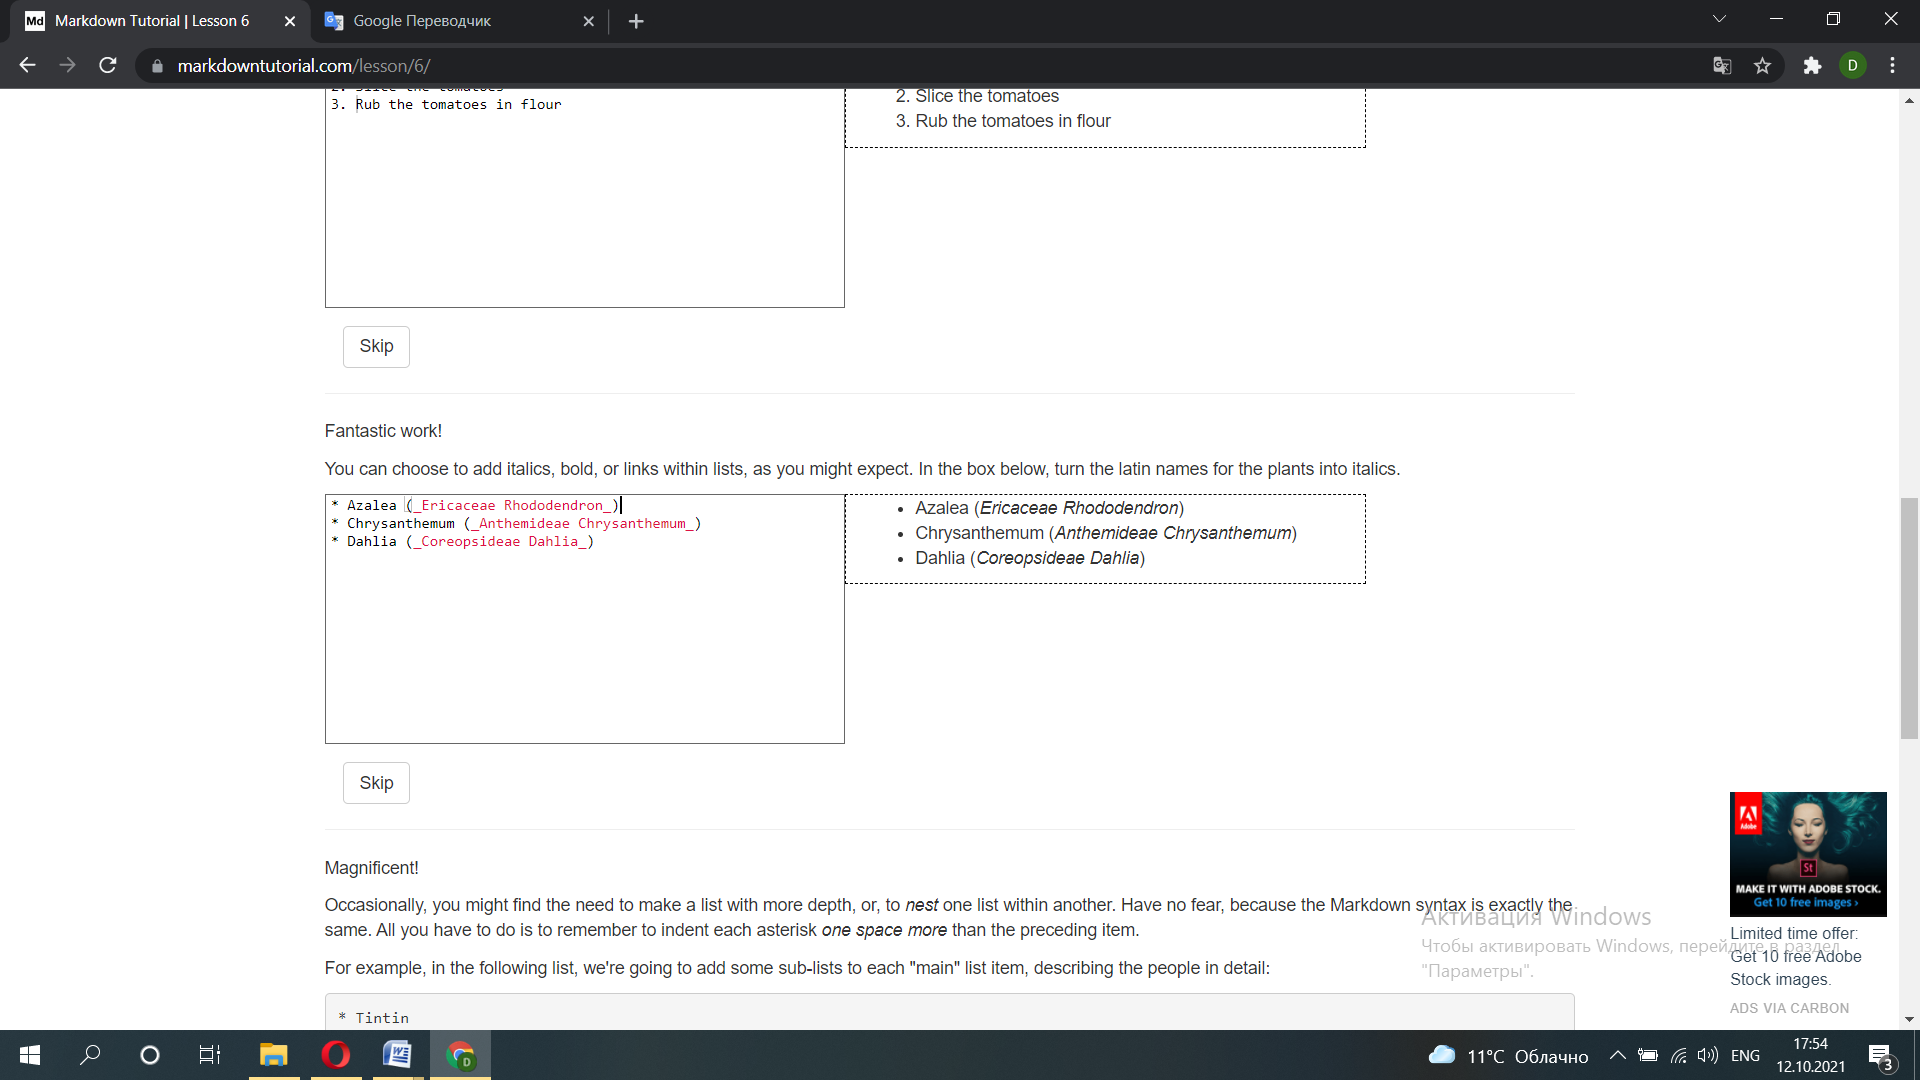 Md Markdown Tutorial | Lesson 6
Google Переводчик
markdowntutorial.com/lesson/6/
D
2. Slice the tomatoes
3. Rub the tomatoes in flour
2. Slice the tomatoes
3. Rub the tomatoes in flour
Skip
Fantastic work!
You can choose to add italics, bold, or links within lists, as you might expect. In the box below, turn the latin names for the plants into italics.
* Azalea (_Ericaceae Rhododendron_)
* Chrysanthemum (_Anthemideae Chrysanthemum_)
* Dahlia (_Coreopsideae Dahlia_)
• Azalea (Ericaceae Rhododendron)
• Chrysanthemum (Anthemideae Chrysanthemum)
• Dahlia (Coreopsideae Dahlia)
Skip
Magnificent!
Occasionally, you might find the need to make a list with more depth, or, to nest one list within another. Have no fear, because the Markdown syntax is exactly the
same. All you have to do is to remember to indent each asterisk one space more than the preceding item.
For example, in the following list, we're going to add some sub-lists to each "main" list item, describing the people in detail:
* Tintin
Adobe
St
MAKE IT WITH ADOBE STOCK.
Get 10 free images ›
Limited time offer:
Get 10 free Adobe
Stock images.
ADS VIA CARBON
Активация Windows
Чтобы активировать Windows, перейдите в раздел
"Параметры".
D
11°C Облачно
ENG
17:54
12.10.2021
3